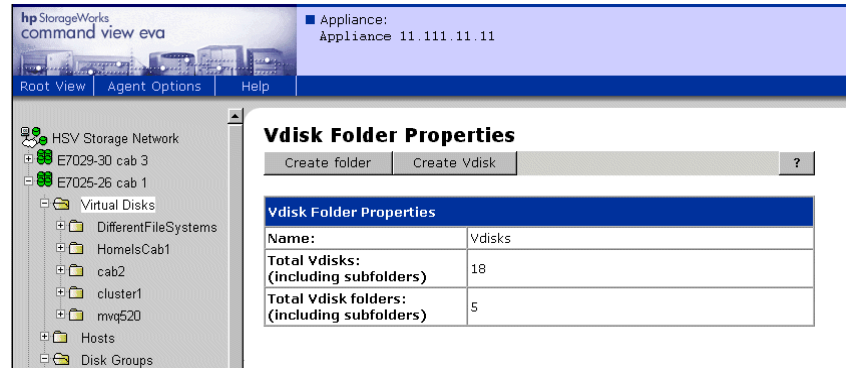 hp StorageWorks
command view eva
Appliance:
Appliance 11.111.11.11
Root View
Agent Options
Help
HSV Storage Network
E7029-30 cab 3
E7025-26 cab 1
Virtual Disks
DifferentFileSystems
HomeIsCab1
cab2
cluster1
mvq520
Hosts
Disk Groups
Vdisk Folder Properties
Create folder
Create Vdisk
?
Vdisk Folder Properties
Name: Vdisks
Total Vdisks:
(including subfolders) 18
Total Vdisk folders:
(including subfolders) 5